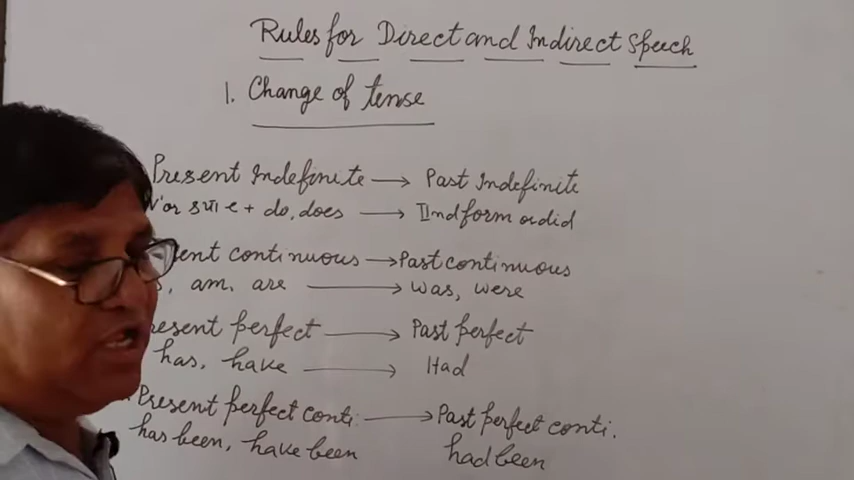 Rules for Direct and Indirect Speech
1. Change of tense
Present Indefinite → Past Indefinite
or s या e + do, does → IInd form or did
continuous → Past continuous
am, are → was, were
perfect → Past perfect
has, have → Had
Present perfect conti. → Past perfect conti.
has been, have been had been